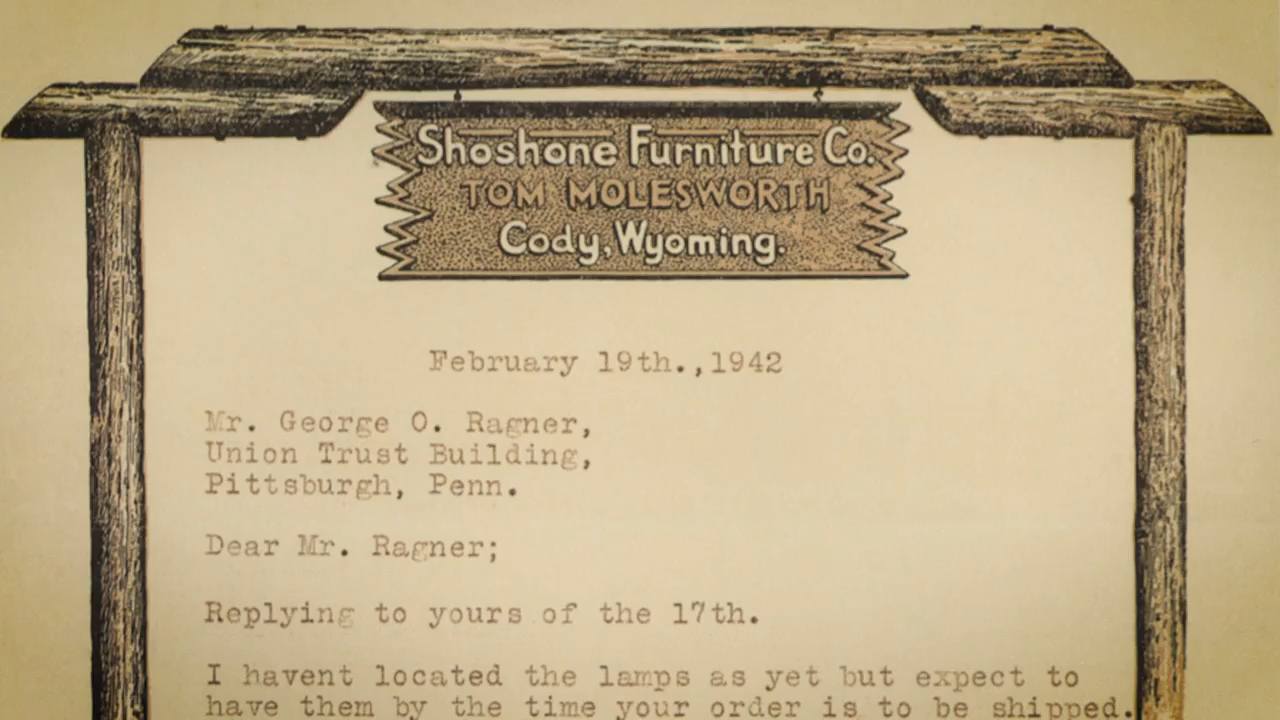 Shoshone Furniture Co.
TOM MOLESWORTH
Cody, Wyoming.
February 19th.,1942
Mr. George O. Ragner,
Union Trust Building,
Pittsburgh, Penn.
Dear Mr. Ragner;
Replying to yours of the 17th.
I havent located the lamps as yet but expect to
have them by the time your order is to be shipped.